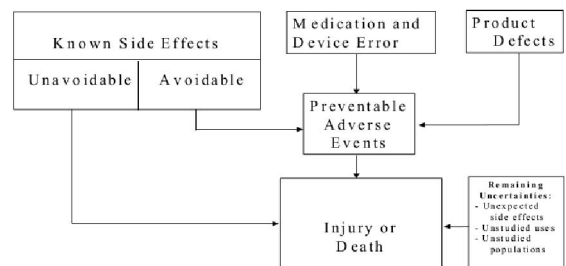 Known Side Effects
Unavoidable
Avoidable
Medication and
Device Error
Product
Defects
Preventable
Adverse
Events
Injury or
Death
Remaining
Uncertainties:
- Unexpected
side effects
- Unstudied uses
- Unstudied
populations